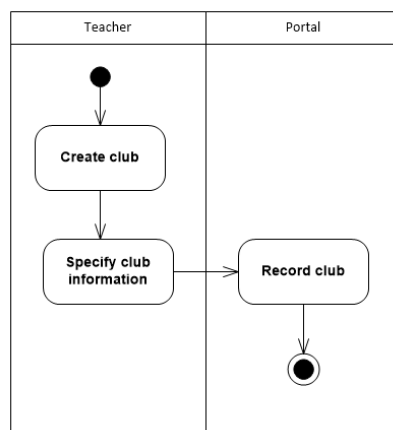 Teacher
Portal
Create club
Specify club
information
Record club